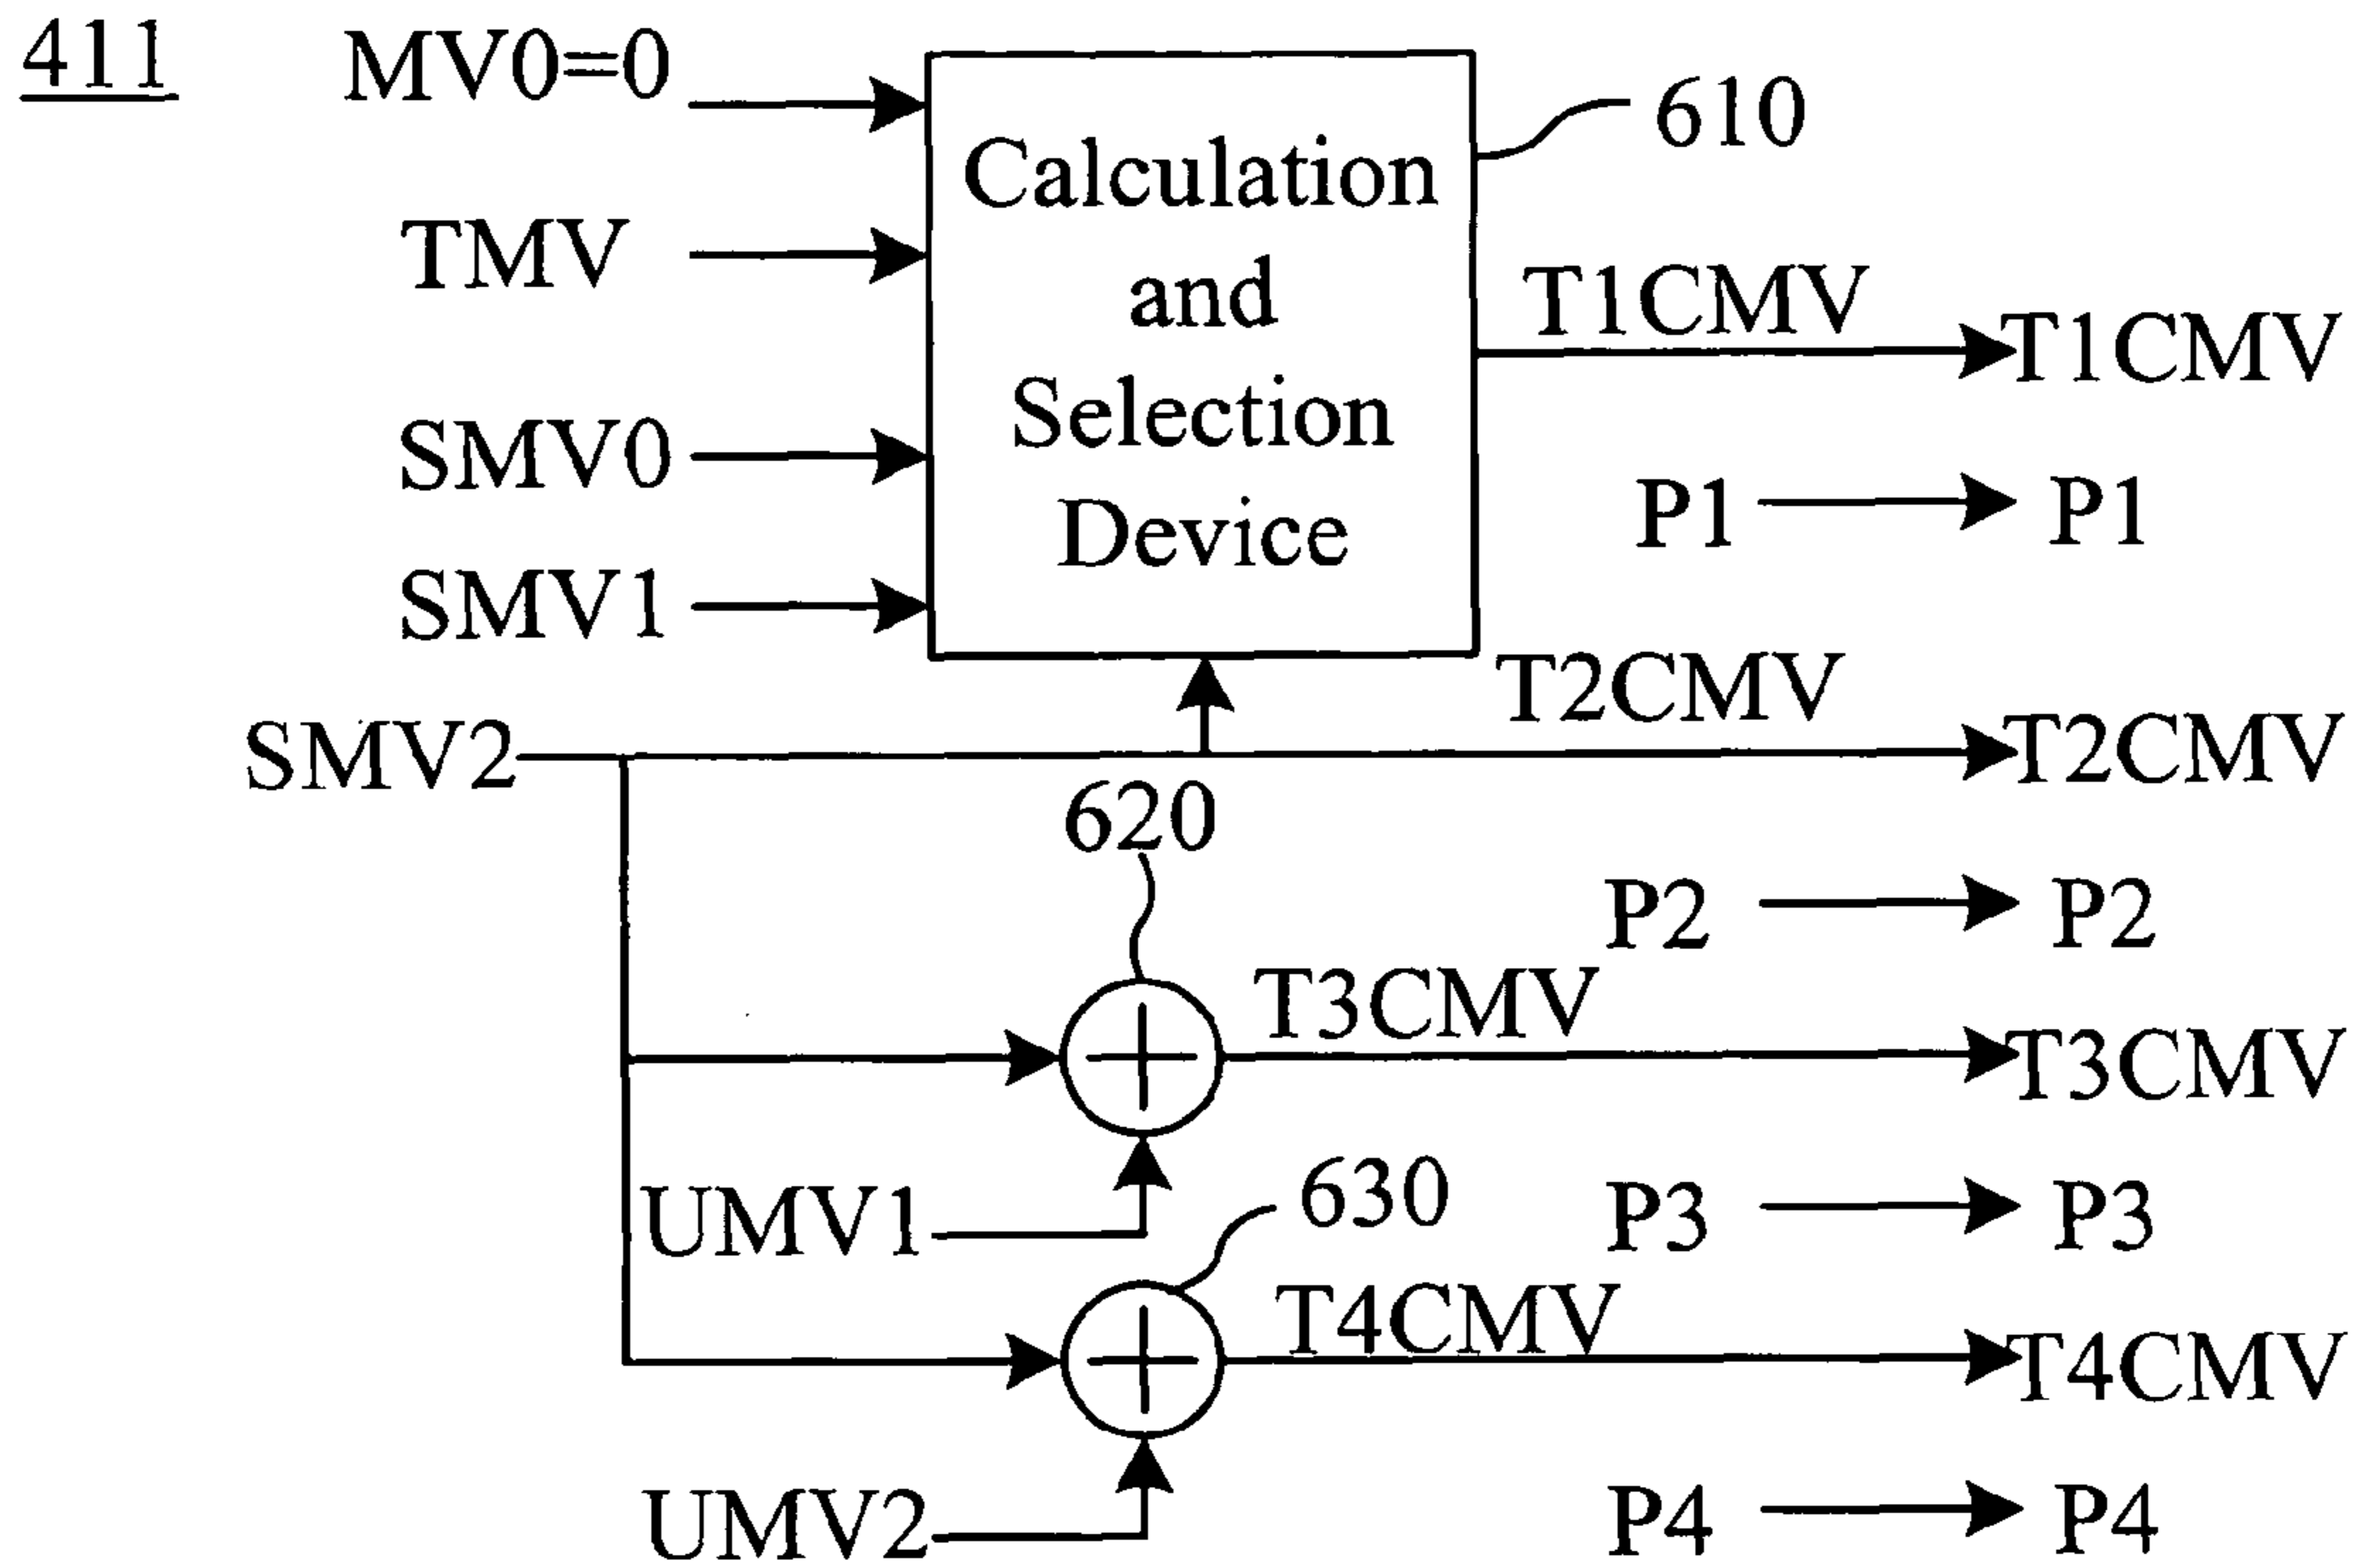 411
MV0=0
610
Calculation
and
Selection
Device
TMV
T1CMV
T1CMV
SMV0
P1
P1
SMV1
T2CMV
SMV2
T2CMV
620
P2
P2
T3CMV
T3CMV
UMV1
630
P3
P3
T4CMV
T4CMV
UMV2
P4
P4